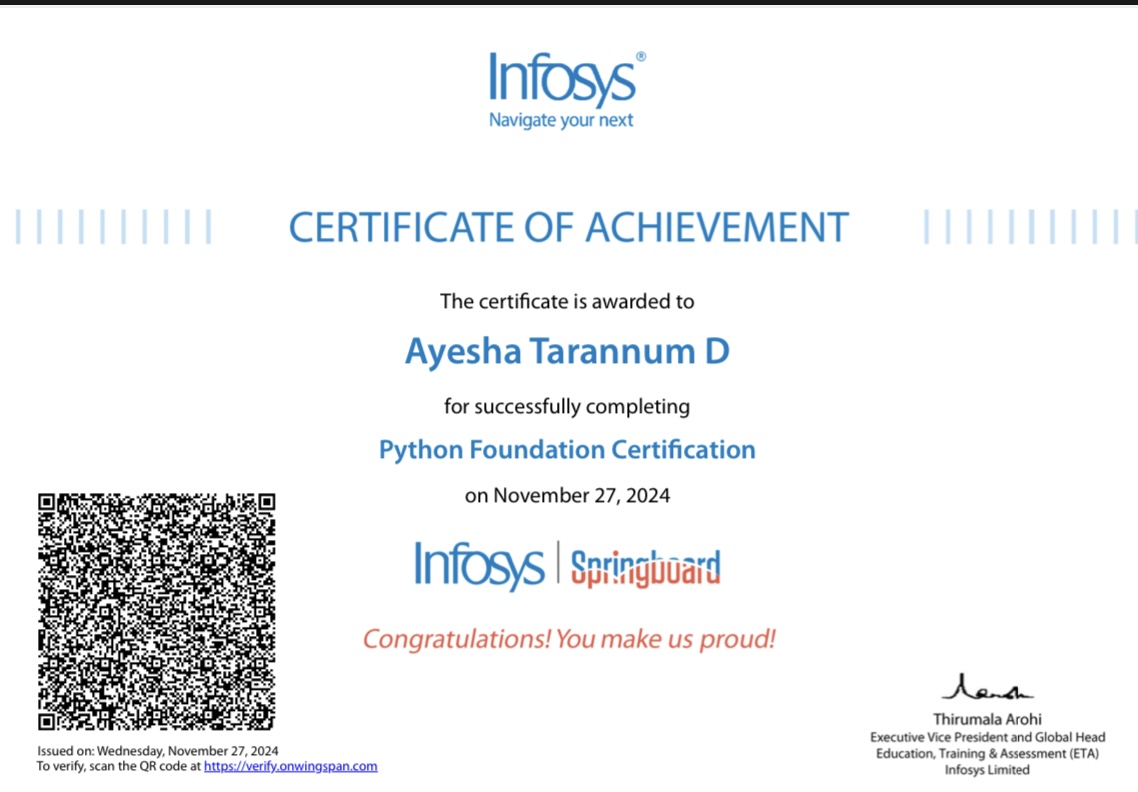 Infosys®
Navigate your next
CERTIFICATE OF ACHIEVEMENT
The certificate is awarded to
Ayesha Tarannum D
for successfully completing
Python Foundation Certification
on November 27, 2024
Infosys | Springboard
Congratulations! You make us proud!
Issued on: Wednesday, November 27, 2024
To verify, scan the QR code at https://verify.onwingspan.com
Thirumala Arohi
Executive Vice President and Global Head
Education, Training & Assessment (ETA)
Infosys Limited